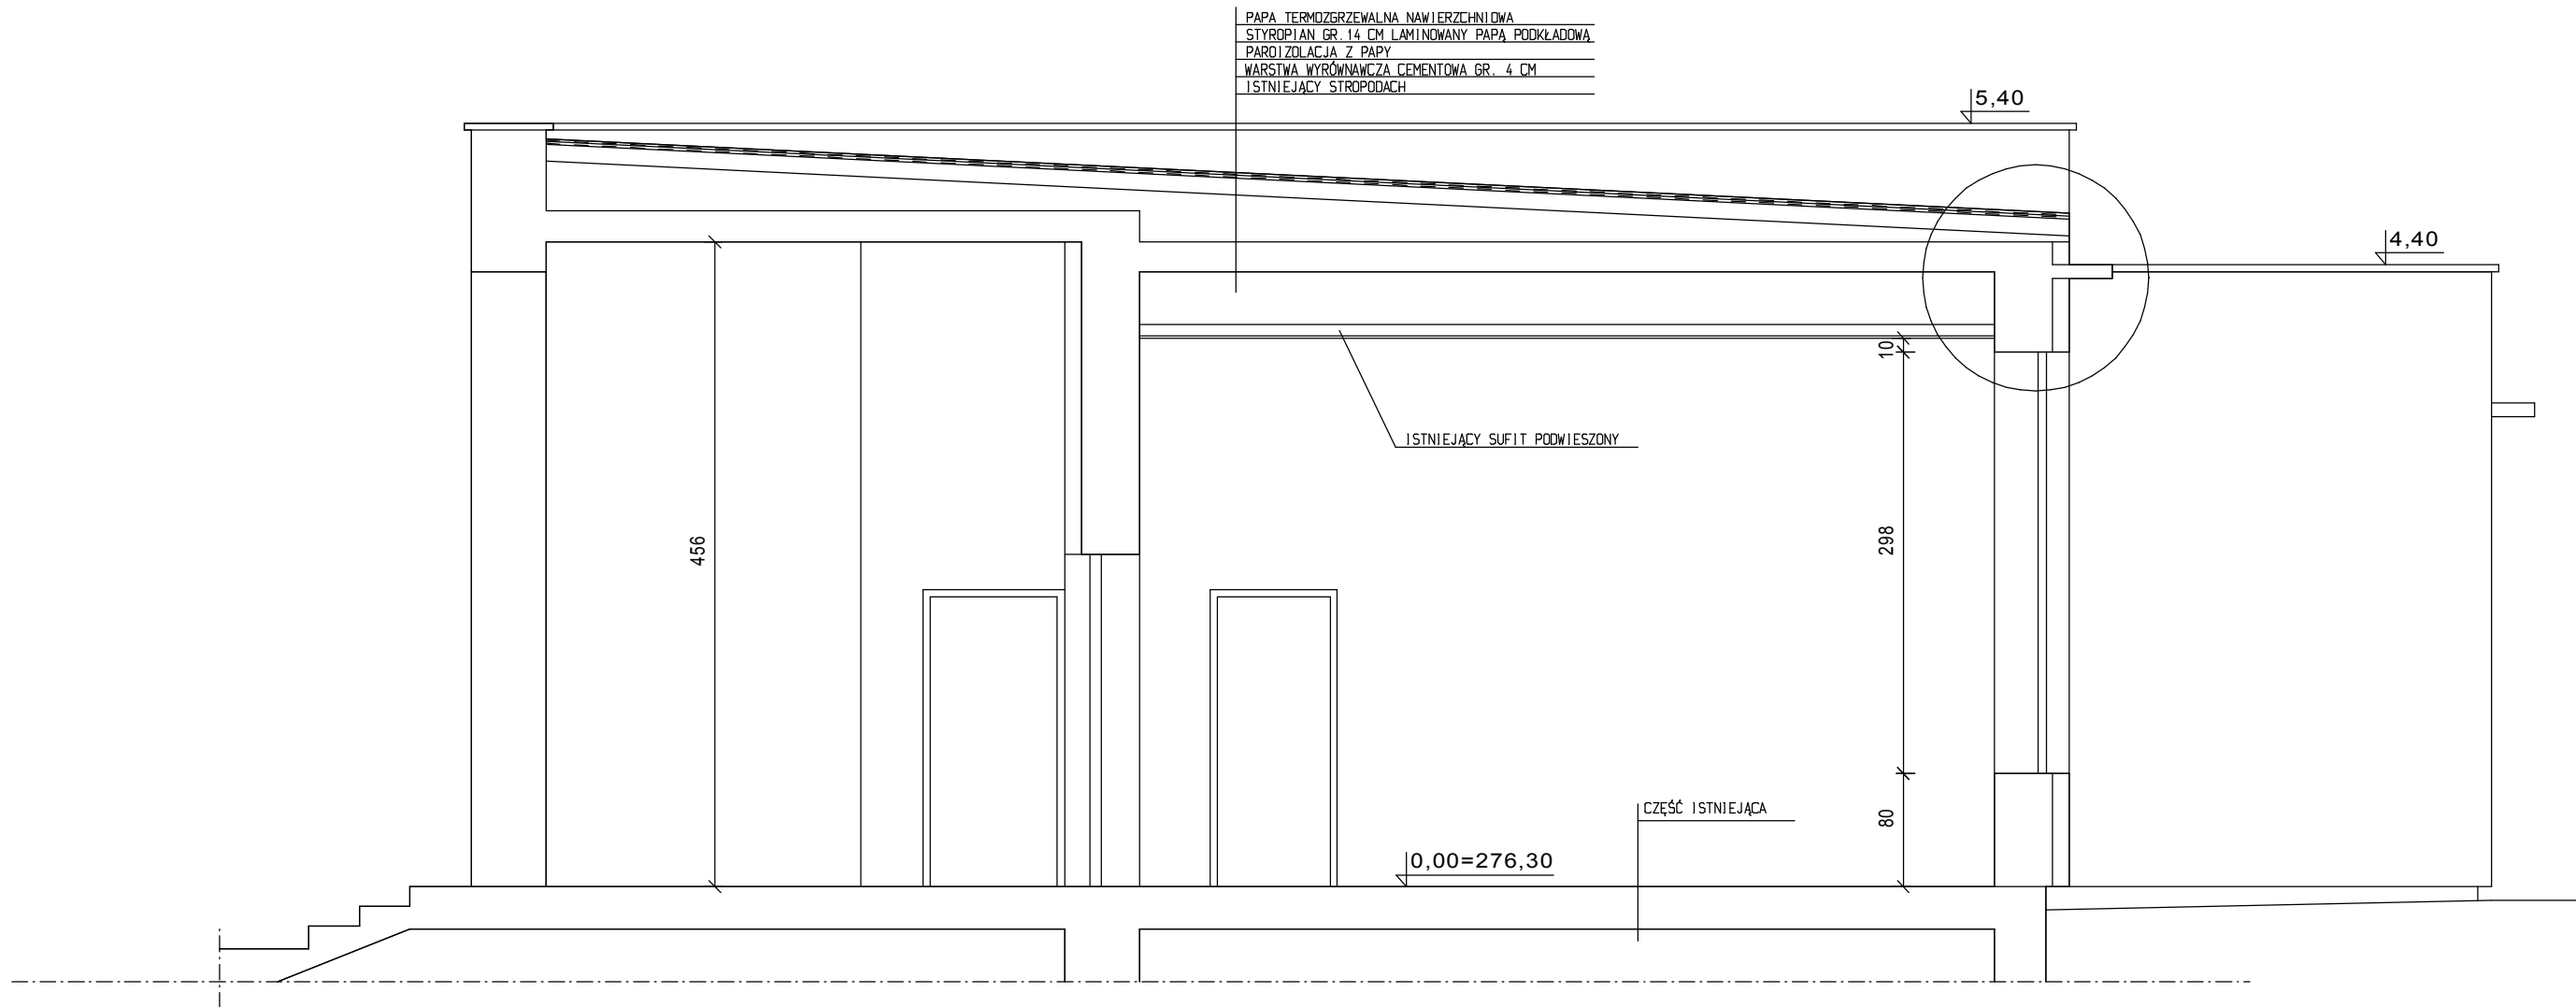 PAPA TERMOZGRZEWALNA NAWIERZCHNIOWA
STYROPIAN GR. 14 CM LAMINOWANY PAPĄ PODKŁADOWĄ
PAROIZOLACJA Z PAPY
WARSTWA WYRÓWNAWCZA CEMENTOWA GR. 4 CM
ISTNIEJĄCY STROPODACH
5,40
4,40
10
ISTNIEJĄCY SUFIT PODWIESZONY
456
298
CZĘŚĆ ISTNIEJĄCA
80
0,00=276,30